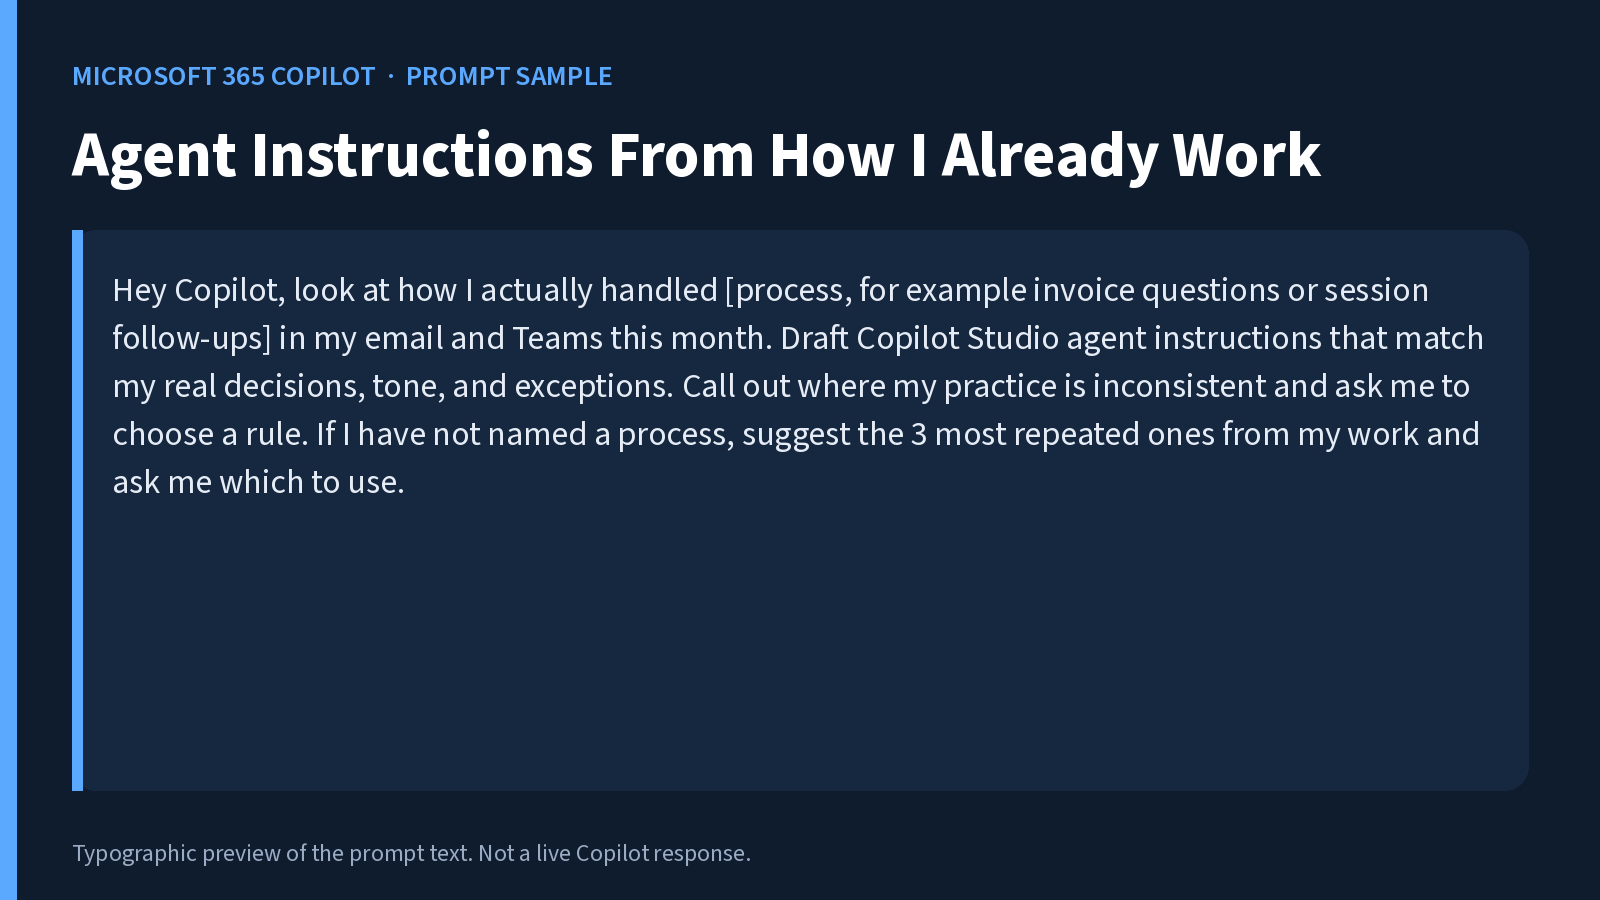 MICROSOFT 365 COPILOT · PROMPT SAMPLE
Agent Instructions From How I Already Work
Hey Copilot, look at how I actually handled [process, for example invoice questions or session
follow-ups] in my email and Teams this month. Draft Copilot Studio agent instructions that match
my real decisions, tone, and exceptions. Call out where my practice is inconsistent and ask me to
choose a rule. If I have not named a process, suggest the 3 most repeated ones from my work and
ask me which to use.
Typographic preview of the prompt text. Not a live Copilot response.